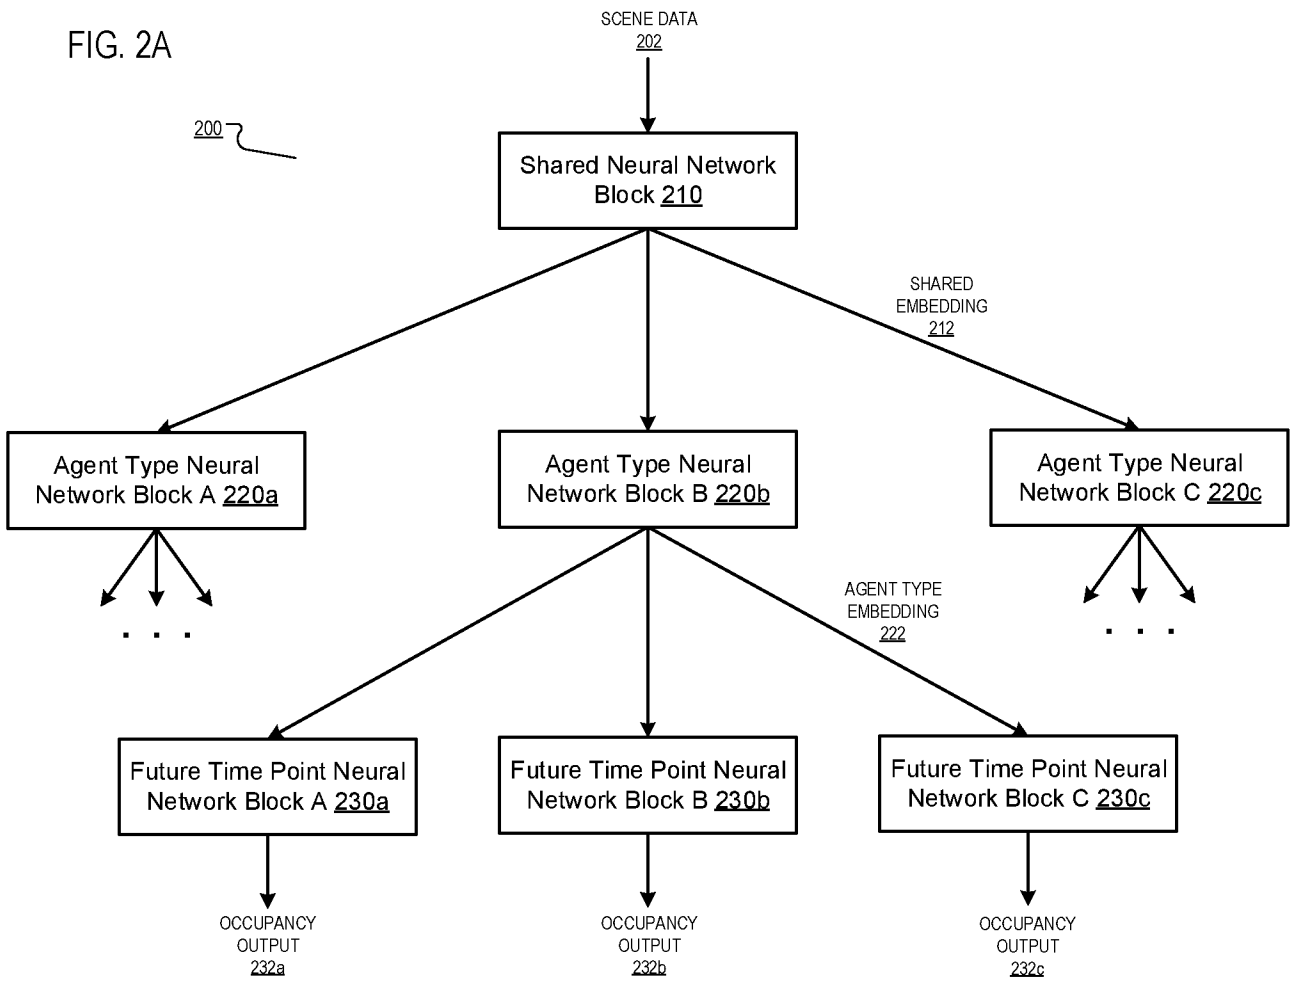 SCENE DATA
202
FIG. 2A
200
Shared Neural Network
Block 210
SHARED
EMBEDDING
212
Agent Type Neural
Network Block A 220a
Agent Type Neural
Network Block B 220b
Agent Type Neural
Network Block C 220c
. . .
. . .
AGENT TYPE
EMBEDDING
222
Future Time Point Neural
Network Block A 230a
Future Time Point Neural
Network Block B 230b
Future Time Point Neural
Network Block C 230c
OCCUPANCY
OUTPUT
232a
OCCUPANCY
OUTPUT
232b
OCCUPANCY
OUTPUT
232c